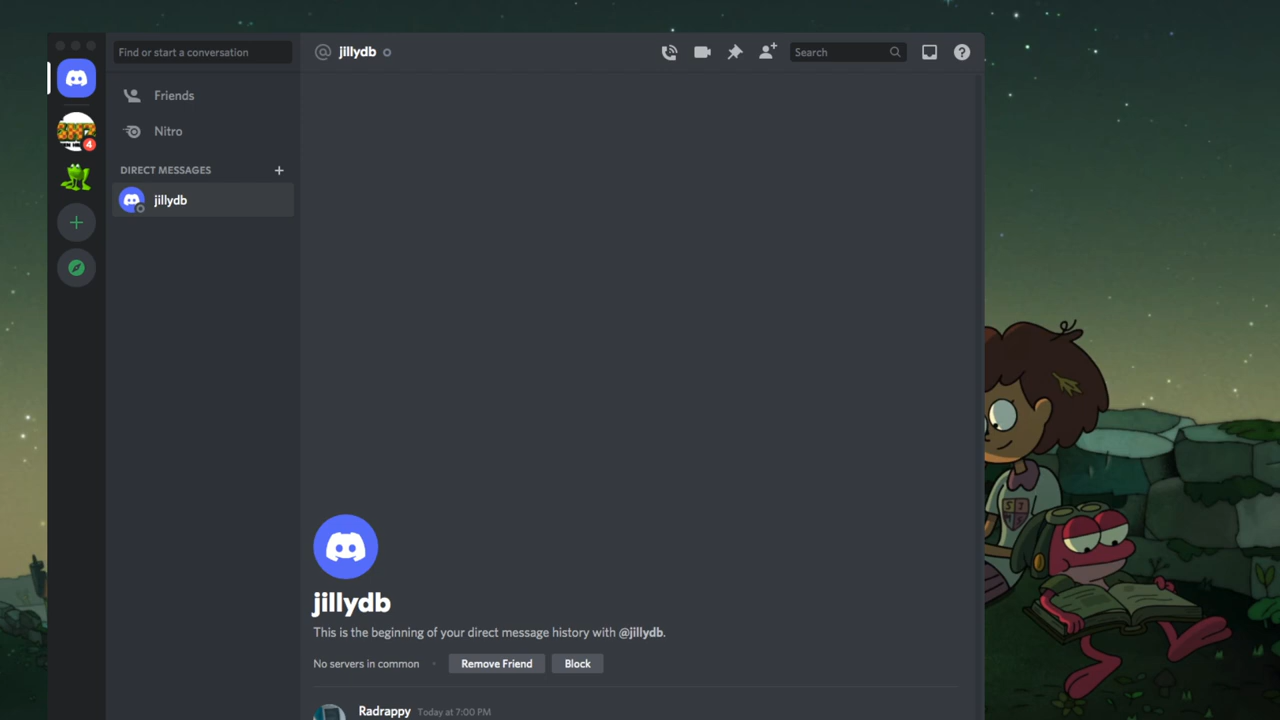 Find or start a conversation
jillydb
Search
Friends
Nitro
4
DIRECT MESSAGES
jillydb
jillydb
This is the beginning of your direct message history with @jillydb.
No servers in common
Remove Friend
Block
Radrappy Today at 7:00 PM